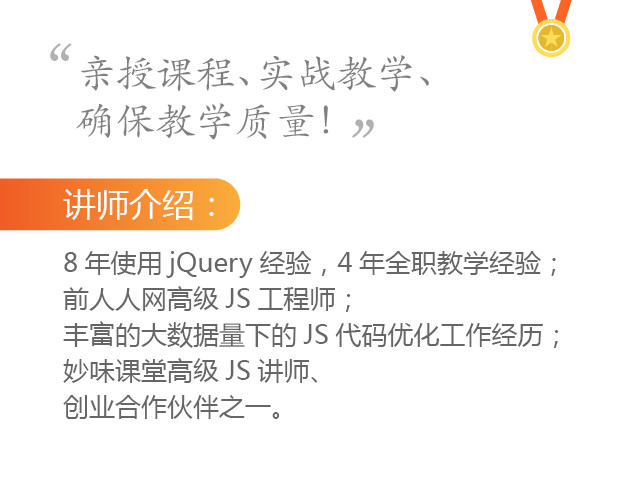 “亲授课程、实战教学、
确保教学质量！”
讲师介绍：
8 年使用 jQuery 经验，4 年全职教学经验；
前人人网高级 JS 工程师；
丰富的大数据量下的 JS 代码优化工作经历；
妙味课堂高级 JS 讲师、
创业合作伙伴之一。